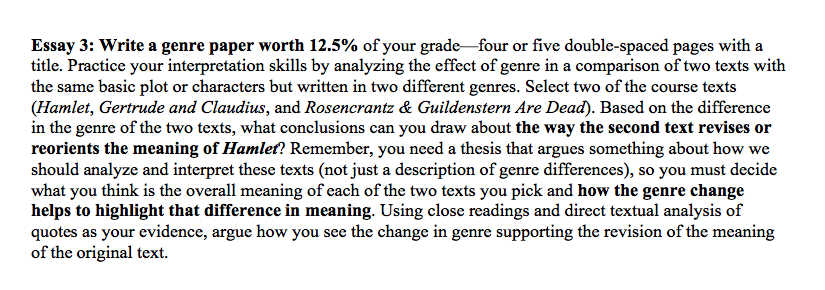 Essay 3: Write a genre paper worth 12.5% of your grade—four or five double-spaced pages with a
title. Practice your interpretation skills by analyzing the effect of genre in a comparison of two texts with
the same basic plot or characters but written in two different genres. Select two of the course texts
(Hamlet, Gertrude and Claudius, and Rosencrantz & Guildenstern Are Dead). Based on the difference
in the genre of the two texts, what conclusions can you draw about the way the second text revises or
reorients the meaning of Hamlet? Remember, you need a thesis that argues something about how we
should analyze and interpret these texts (not just a description of genre differences), so you must decide
what you think is the overall meaning of each of the two texts you pick and how the genre change
helps to highlight that difference in meaning. Using close readings and direct textual analysis of
quotes as your evidence, argue how you see the change in genre supporting the revision of the meaning
of the original text.